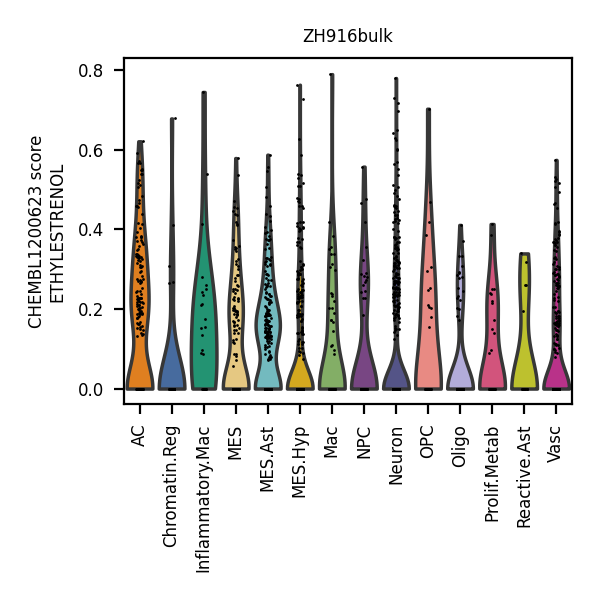 ZH916bulk
CHEMBL1200623 score
ETHYLESTRENOL
0.8
0.6
0.4
0.2
0.0
AC
Chromatin.Reg
Inflammatory.Mac
MES
MES.Ast
MES.Hyp
Mac
NPC
Neuron
OPC
Oligo
Prolif.Metab
Reactive.Ast
Vasc